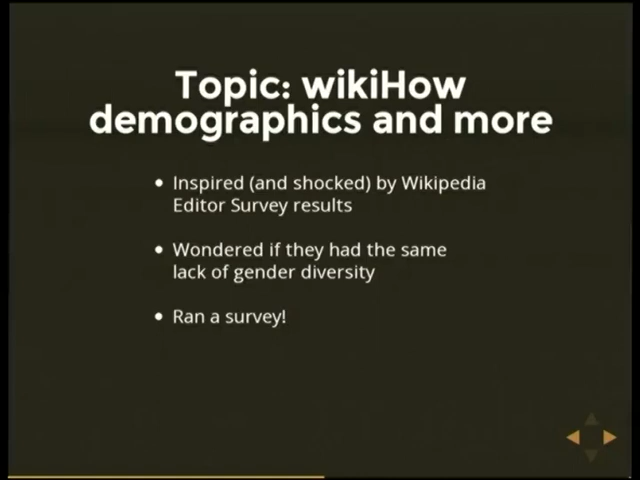 Topic: wikiHow
demographics and more
Inspired (and shocked) by Wikipedia
Editor Survey results
Wondered if they had the same
lack of gender diversity
Ran a survey!